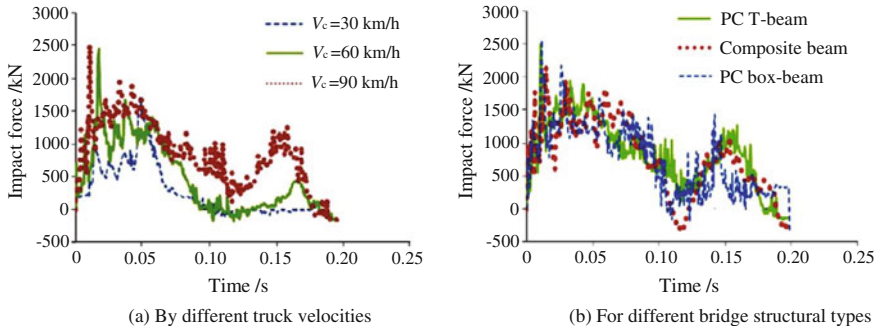 Impact force /kN
3000
2500
2000
1500
1000
500
0
-500
0
0.05
0.10
0.15
0.20
0.25
Time /s
Vc=30 km/h
Vc=60 km/h
Vc=90 km/h
(a) By different truck velocities
Impact force /kN
3000
2500
2000
1500
1000
500
0
-500
0
0.05
0.10
0.15
0.20
0.25
Time /s
PC T-beam
Composite beam
PC box-beam
(b) For different bridge structural types